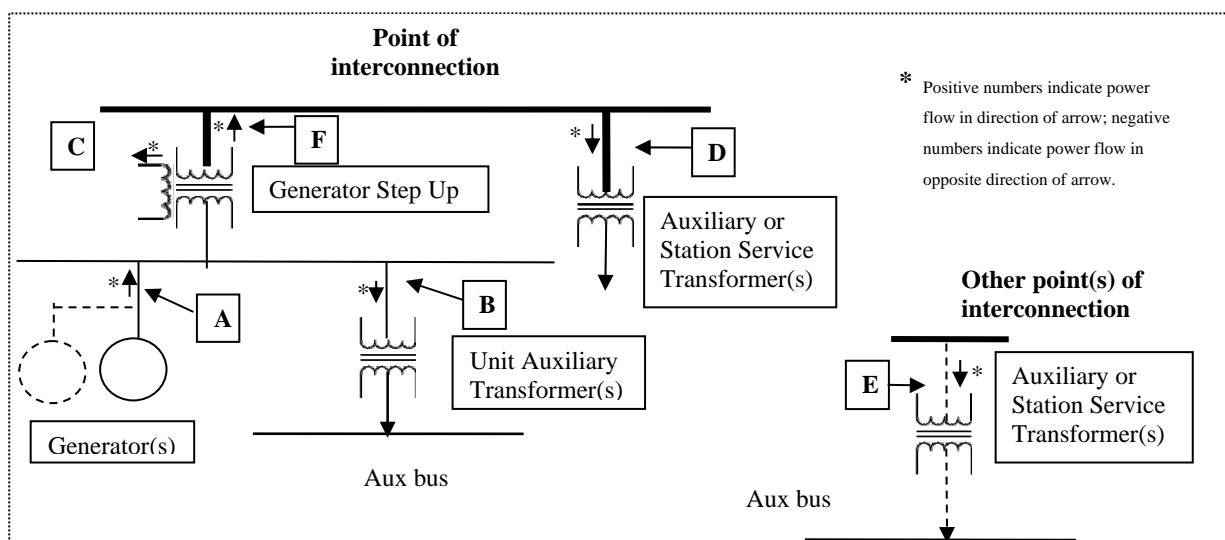 Point of
interconnection
* Positive numbers indicate power
flow in direction of arrow; negative
numbers indicate power flow in
opposite direction of arrow.
C
*
*
F
*
D
Generator Step Up
Auxiliary or
Station Service
Transformer(s)
*
A
*
B
Unit Auxiliary
Transformer(s)
Generator(s)
Aux bus
Other point(s) of
interconnection
E
*
Auxiliary or
Station Service
Transformer(s)
Aux bus